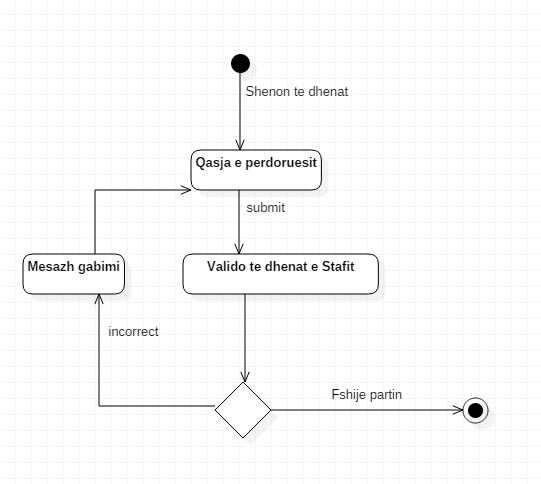 Shenon te dhenat
Qasja e perdoruesit
submit
Mesazh gabimi
Valido te dhenat e Stafit
incorrect
Fshije partin